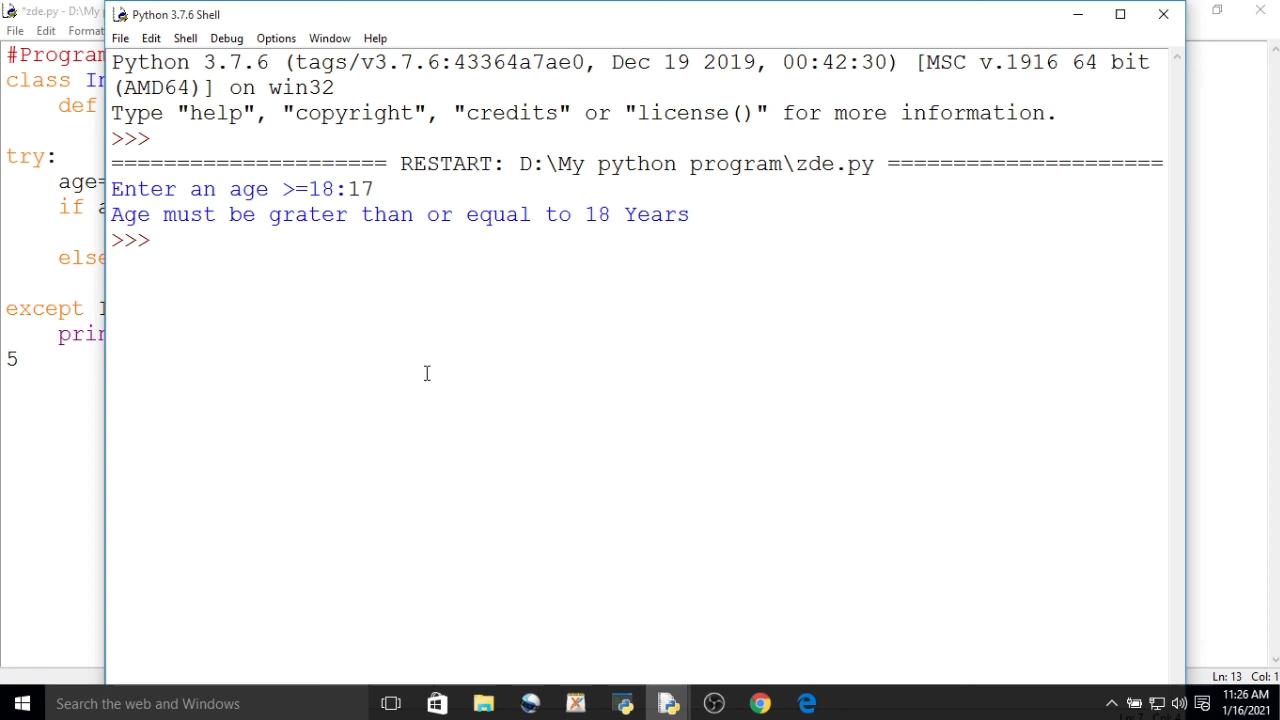 *zde.py - D:\My p
File Edit Format
#Program
class In
def
try:
age=
if a
else
except I
prin
5
Python 3.7.6 Shell
File Edit Shell Debug Options Window Help
Python 3.7.6 (tags/v3.7.6:43364a7ae0, Dec 19 2019, 00:42:30) [MSC v.1916 64 bit
(AMD64)] on win32
Type "help", "copyright", "credits" or "license()" for more information.
>>>
====================== RESTART: D:\My python program\zde.py =====================
Enter an age >=18:17
Age must be grater than or equal to 18 Years
>>>
Ln: 13 Col: 1
Search the web and Windows
11:26 AM
1/16/2021